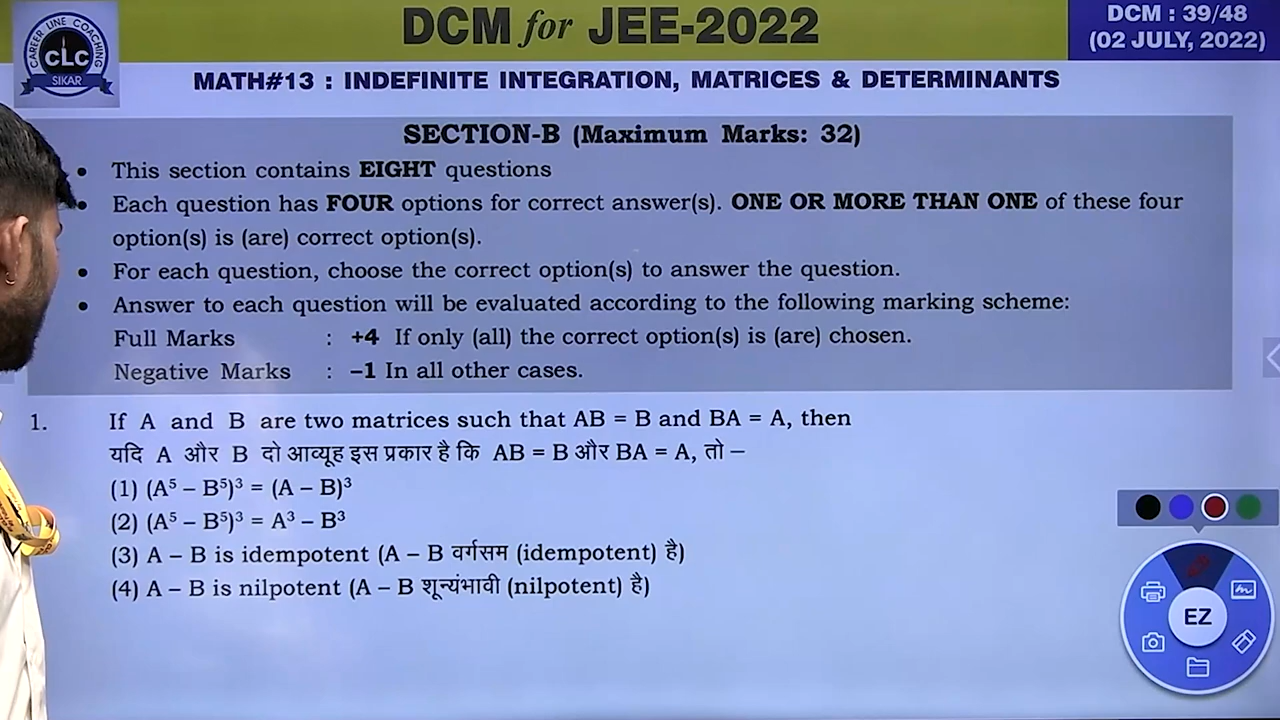 DCM for JEE-2022
DCM : 39/48
(02 JULY, 2022)
CAREER LINE COACHING
CLC
SIKAR
MATH#13 : INDEFINITE INTEGRATION, MATRICES & DETERMINANTS
SECTION-B (Maximum Marks: 32)
• This section contains EIGHT questions
• Each question has FOUR options for correct answer(s). ONE OR MORE THAN ONE of these four
option(s) is (are) correct option(s).
• For each question, choose the correct option(s) to answer the question.
• Answer to each question will be evaluated according to the following marking scheme:
Full Marks : +4 If only (all) the correct option(s) is (are) chosen.
Negative Marks : –1 In all other cases.
1. If A and B are two matrices such that AB = B and BA = A, then
यदि A और B दो आव्यूह इस प्रकार है कि AB = B और BA = A, तो –
(1) (A⁵ – B⁵)³ = (A – B)³
(2) (A⁵ – B⁵)³ = A³ – B³
(3) A – B is idempotent (A – B वर्गसम (idempotent) है)
(4) A – B is nilpotent (A – B शून्यंभावी (nilpotent) है)
EZ